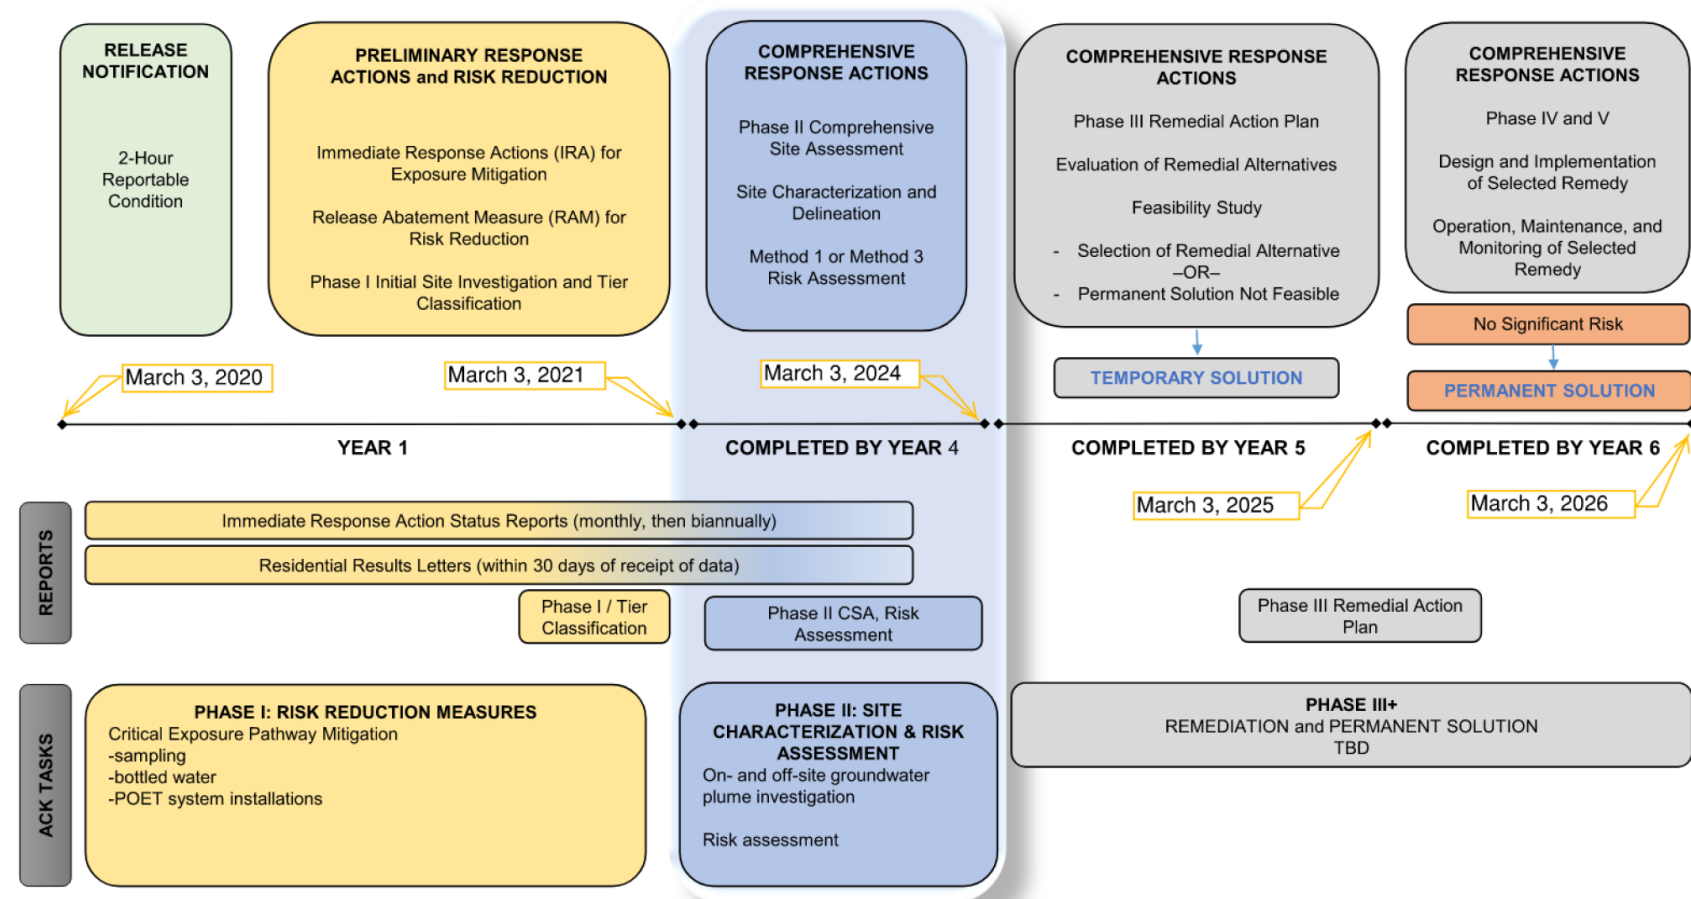 RELEASE
NOTIFICATION
2-Hour
Reportable
Condition
PRELIMINARY RESPONSE
ACTIONS and RISK REDUCTION
Immediate Response Actions (IRA) for
Exposure Mitigation
Release Abatement Measure (RAM) for
Risk Reduction
Phase I Initial Site Investigation and Tier
Classification
COMPREHENSIVE
RESPONSE ACTIONS
Phase II Comprehensive
Site Assessment
Site Characterization and
Delineation
Method 1 or Method 3
Risk Assessment
COMPREHENSIVE RESPONSE
ACTIONS
Phase III Remedial Action Plan
Evaluation of Remedial Alternatives
Feasibility Study
- Selection of Remedial Alternative
–OR–
- Permanent Solution Not Feasible
COMPREHENSIVE
RESPONSE ACTIONS
Phase IV and V
Design and Implementation
of Selected Remedy
Operation, Maintenance, and
Monitoring of Selected
Remedy
No Significant Risk
TEMPORARY SOLUTION
PERMANENT SOLUTION
March 3, 2020
March 3, 2021
March 3, 2024
YEAR 1
COMPLETED BY YEAR 4
COMPLETED BY YEAR 5
COMPLETED BY YEAR 6
March 3, 2025
March 3, 2026
REPORTS
Immediate Response Action Status Reports (monthly, then biannually)
Residential Results Letters (within 30 days of receipt of data)
Phase I / Tier
Classification
Phase II CSA, Risk
Assessment
Phase III Remedial Action
Plan
ACK TASKS
PHASE I: RISK REDUCTION MEASURES
Critical Exposure Pathway Mitigation
-sampling
-bottled water
-POET system installations
PHASE II: SITE
CHARACTERIZATION & RISK
ASSESSMENT
On- and off-site groundwater
plume investigation
Risk assessment
PHASE III+
REMEDIATION and PERMANENT SOLUTION
TBD